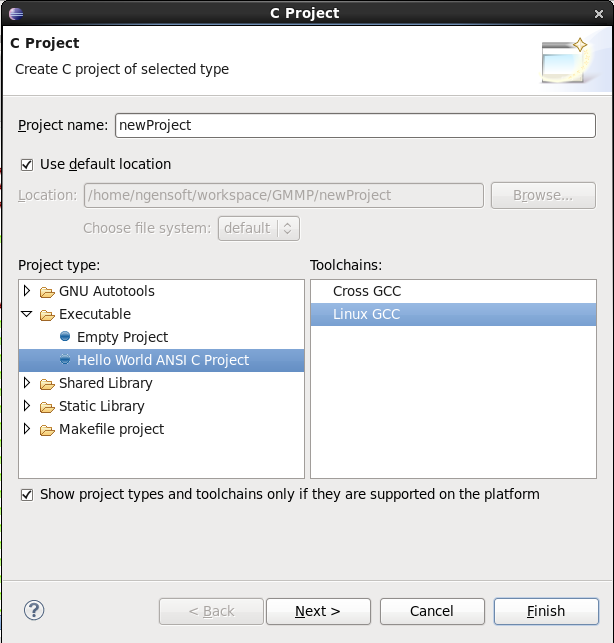 C Project
C Project
Create C project of selected type
Project name: newProject
Use default location
Location: /home/ngensoft/workspace/GMMP/newProject Browse...
Choose file system: default
Project type: Toolchains:
GNU Autotools Cross GCC
Executable Linux GCC
Empty Project
Hello World ANSI C Project
Shared Library
Static Library
Makefile project
Show project types and toolchains only if they are supported on the platform
? < Back Next > Cancel Finish